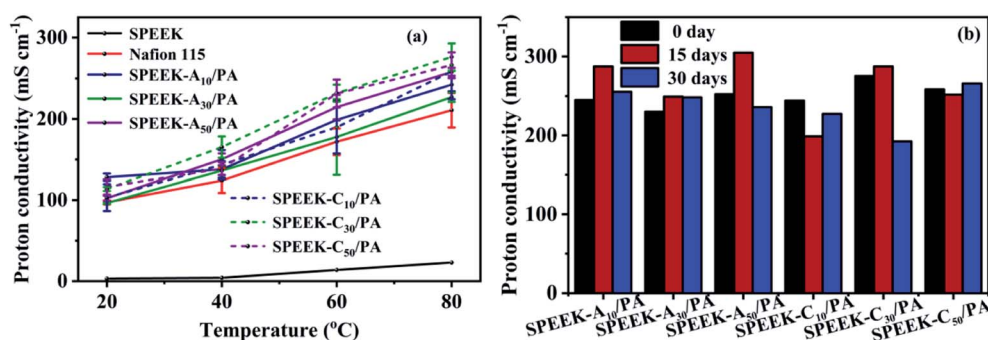 (a)
Proton conductivity (mS cm⁻¹)
300
200
100
0
20
40
60
80
Temperature (°C)
SPEEK
Nafion 115
SPEEK-A₁₀/PA
SPEEK-A₃₀/PA
SPEEK-A₅₀/PA
SPEEK-C₁₀/PA
SPEEK-C₃₀/PA
SPEEK-C₅₀/PA
(b)
Proton conductivity (mS cm⁻¹)
300
200
100
0
0 day
15 days
30 days
SPEEK-A₁₀/PA
SPEEK-A₃₀/PA
SPEEK-A₅₀/PA
SPEEK-C₁₀/PA
SPEEK-C₃₀/PA
SPEEK-C₅₀/PA